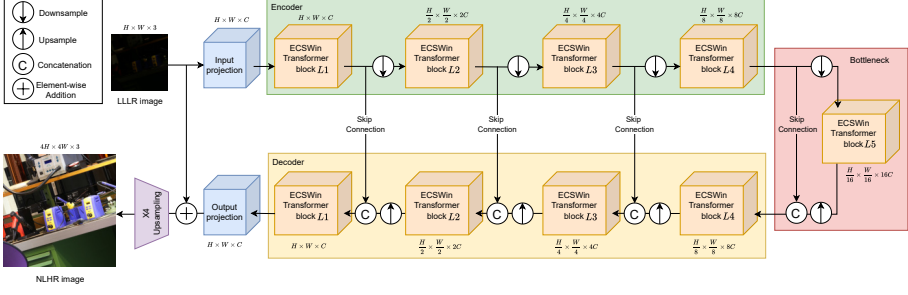 Downsample
Upsample
C
Concatenation
Element-wise
Addition
H × W × 3
LLLR image
H × W × C
Input
projection
Encoder
H × W × C
ECSWin
Transformer
block L1
H/2 × W/2 × 2C
ECSWin
Transformer
block L2
H/4 × W/4 × 4C
ECSWin
Transformer
block L3
H/8 × W/8 × 8C
ECSWin
Transformer
block L4
Bottleneck
ECSWin
Transformer
block L5
H/16 × W/16 × 16C
Skip
Connection
Skip
Connection
Skip
Connection
Skip
Connection
4H × 4W × 3
NLHR image
X4
Upsampling
Output
projection
H × W × C
Decoder
ECSWin
Transformer
block L1
H × W × C
C
ECSWin
Transformer
block L2
H/2 × W/2 × 2C
C
ECSWin
Transformer
block L3
H/4 × W/4 × 4C
C
ECSWin
Transformer
block L4
H/8 × W/8 × 8C
C